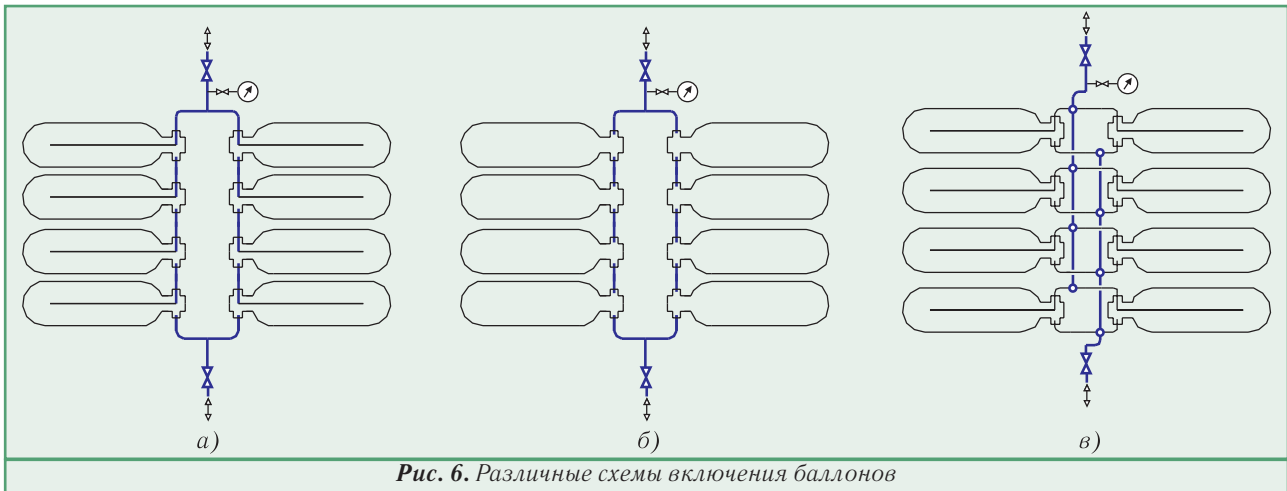 а)
б)
в)
Рис. 6. Различные схемы включения баллонов